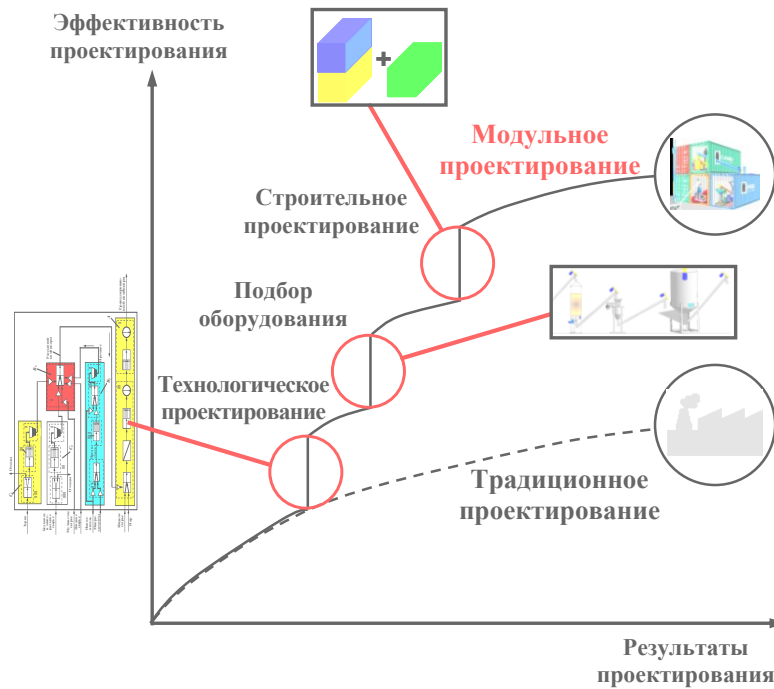 Эффективность
проектирования
+
Модульное
проектирование
Строительное
проектирование
Подбор
оборудования
Технологическое
проектирование
Традиционное
проектирование
Результаты
проектирования